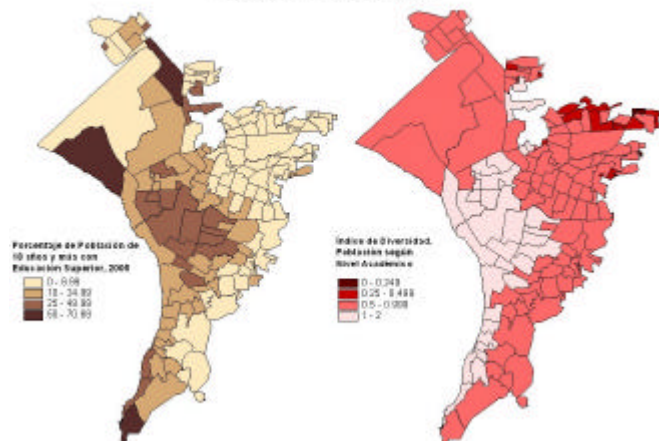 Porcentaje de Población de
18 años y más con
Educación Superior, 2005
0 - 9.99
10 - 24.99
25 - 49.99
50 - 70.99
Índice de Diversidad,
Población según
Nivel Académico
0 - 0.249
0.25 - 0.499
0.5 - 0.999
1 - 2